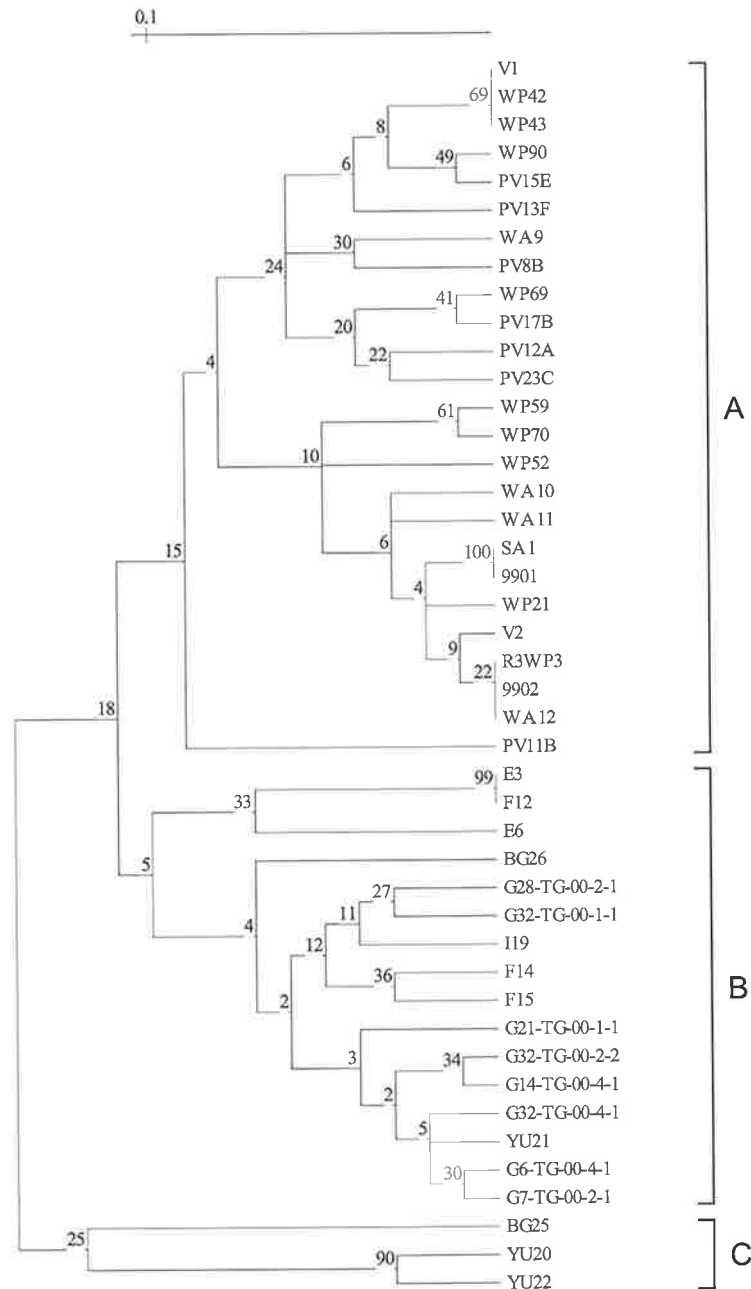 0.1
V1
69 WP42
WP43
8
49 WP90
PV15E
6
PV13F
30 WA9
PV8B
24
41 WP69
PV17B
20
22 PV12A
PV23C
4
61 WP59
WP70
10 WP52
WA10
6 WA11
100 SA1
9901
4 WP21
V2
9
22 R3WP3
9902
WA12
15
PV11B
A
18
99 E3
F12
33
E6
5
BG26
4
27 G28-TG-00-2-1
G32-TG-00-1-1
11
I19
12
36 F14
F15
2
G21-TG-00-1-1
3
34 G32-TG-00-2-2
G14-TG-00-4-1
2
G32-TG-00-4-1
5 YU21
30 G6-TG-00-4-1
G7-TG-00-2-1
B
25 BG25
90 YU20
YU22
C